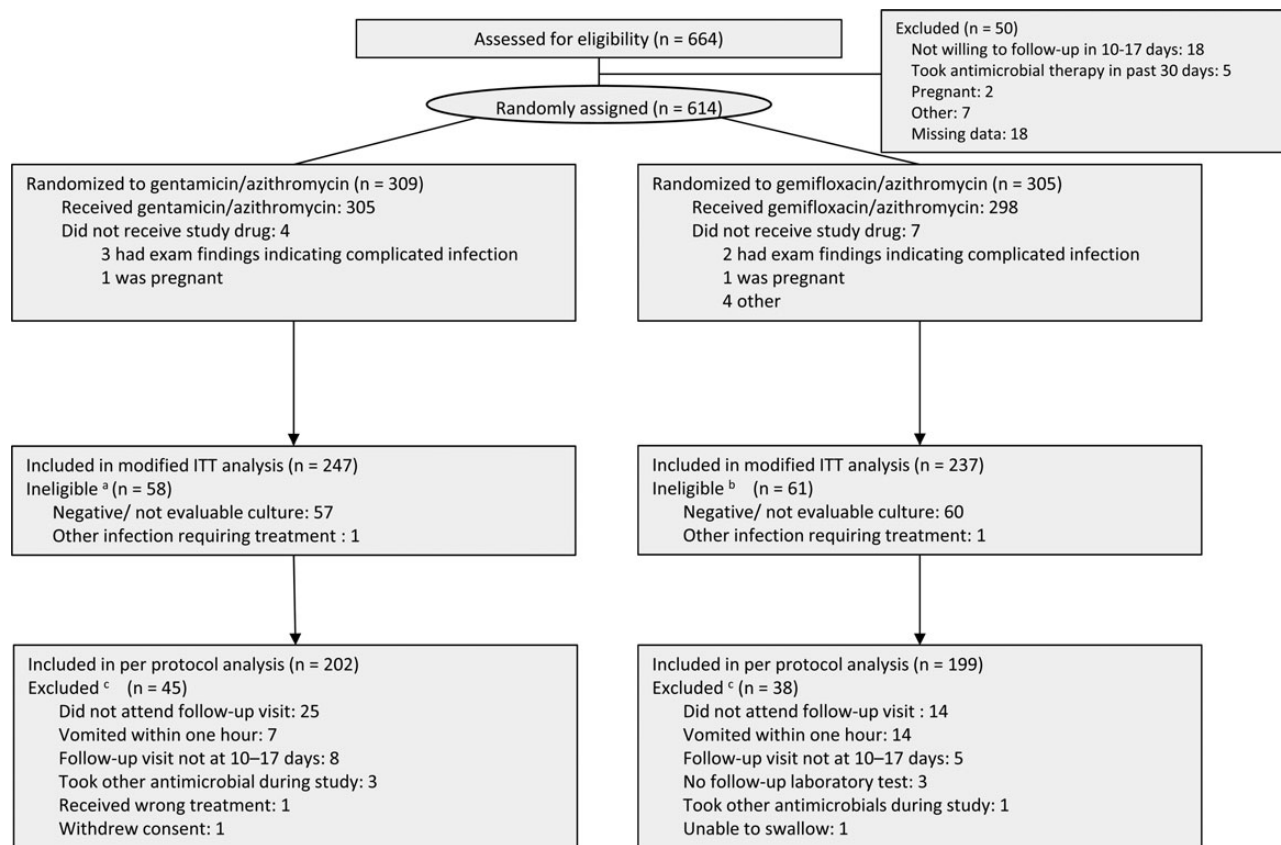 Assessed for eligibility (n = 664)
Excluded (n = 50)
Not willing to follow-up in 10-17 days: 18
Took antimicrobial therapy in past 30 days: 5
Pregnant: 2
Other: 7
Missing data: 18
Randomly assigned (n = 614)
Randomized to gentamicin/azithromycin (n = 309)
Received gentamicin/azithromycin: 305
Did not receive study drug: 4
3 had exam findings indicating complicated infection
1 was pregnant
Randomized to gemifloxacin/azithromycin (n = 305)
Received gemifloxacin/azithromycin: 298
Did not receive study drug: 7
2 had exam findings indicating complicated infection
1 was pregnant
4 other
Included in modified ITT analysis (n = 247)
Ineligible a (n = 58)
Negative/ not evaluable culture: 57
Other infection requiring treatment : 1
Included in modified ITT analysis (n = 237)
Ineligible b (n = 61)
Negative/ not evaluable culture: 60
Other infection requiring treatment: 1
Included in per protocol analysis (n = 202)
Excluded c (n = 45)
Did not attend follow-up visit: 25
Vomited within one hour: 7
Follow-up visit not at 10–17 days: 8
Took other antimicrobial during study: 3
Received wrong treatment: 1
Withdrew consent: 1
Included in per protocol analysis (n = 199)
Excluded c (n = 38)
Did not attend follow-up visit : 14
Vomited within one hour: 14
Follow-up visit not at 10–17 days: 5
No follow-up laboratory test: 3
Took other antimicrobials during study: 1
Unable to swallow: 1